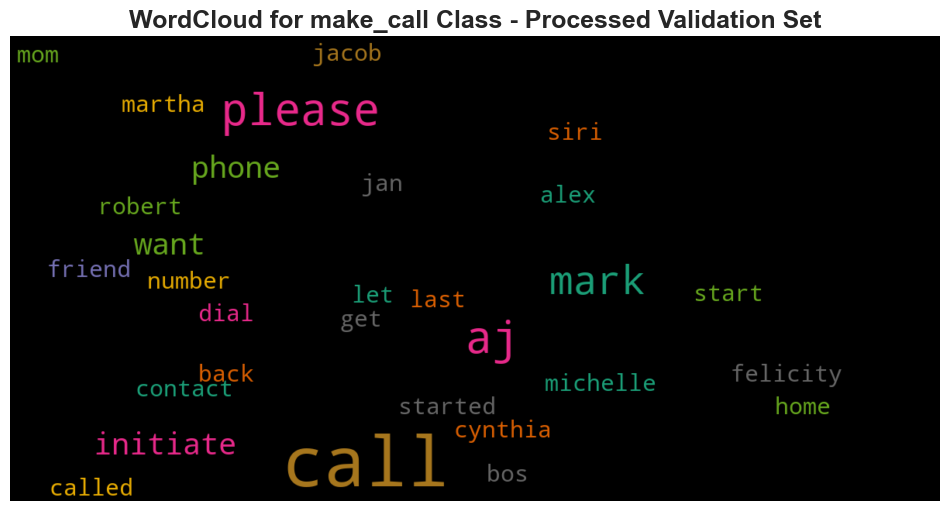 WordCloud for make_call Class - Processed Validation Set
mom
jacob
martha
please
siri
phone
jan
alex
robert
want
friend
number
mark
let
last
start
dial
get
aj
back
contact
michelle
felicity
started
home
cynthia
initiate
call
bos
called